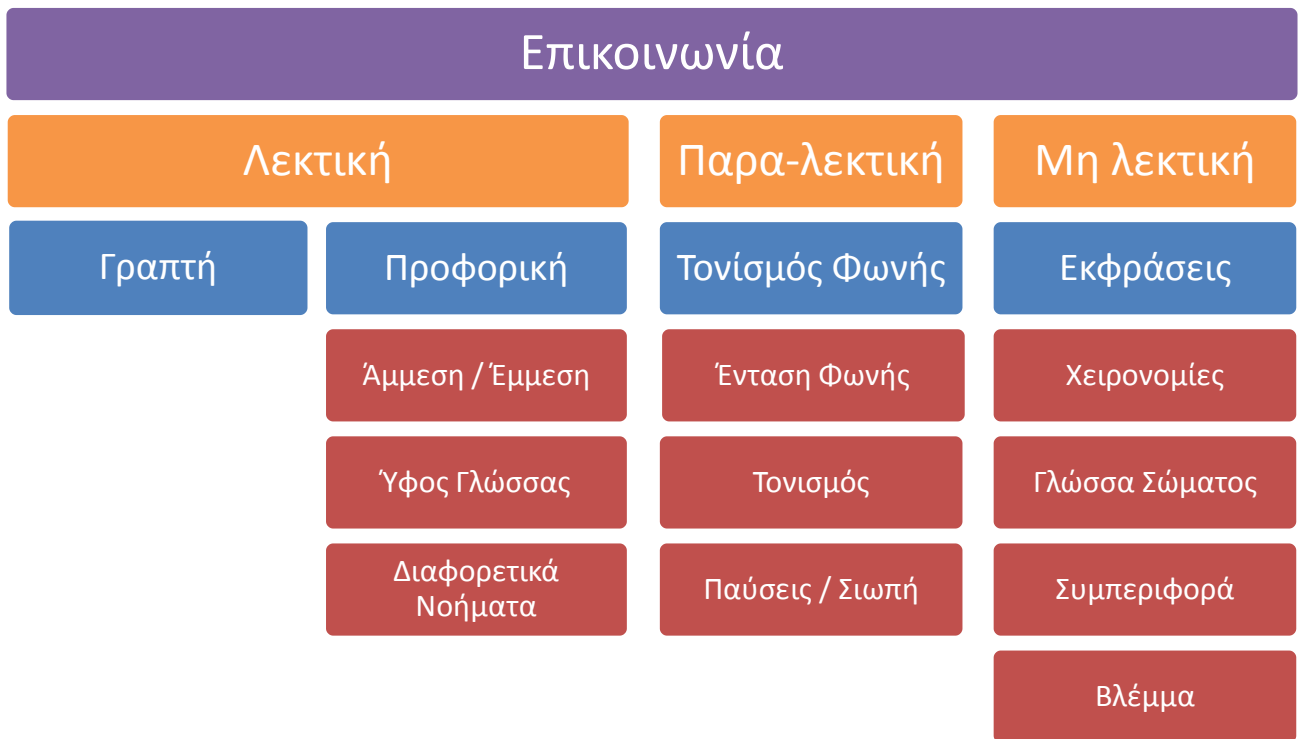 Επικοινωνία
Λεκτική
Παρα-λεκτική
Μη λεκτική
Γραπτή
Προφορική
Τονίσμός Φωνής
Εκφράσεις
Άμμεση / Έμμεση
Ένταση Φωνής
Χειρονομίες
Ύφος Γλώσσας
Τονισμός
Γλώσσα Σώματος
Διαφορετικά
Νοήματα
Παύσεις / Σιωπή
Συμπεριφορά
Βλέμμα